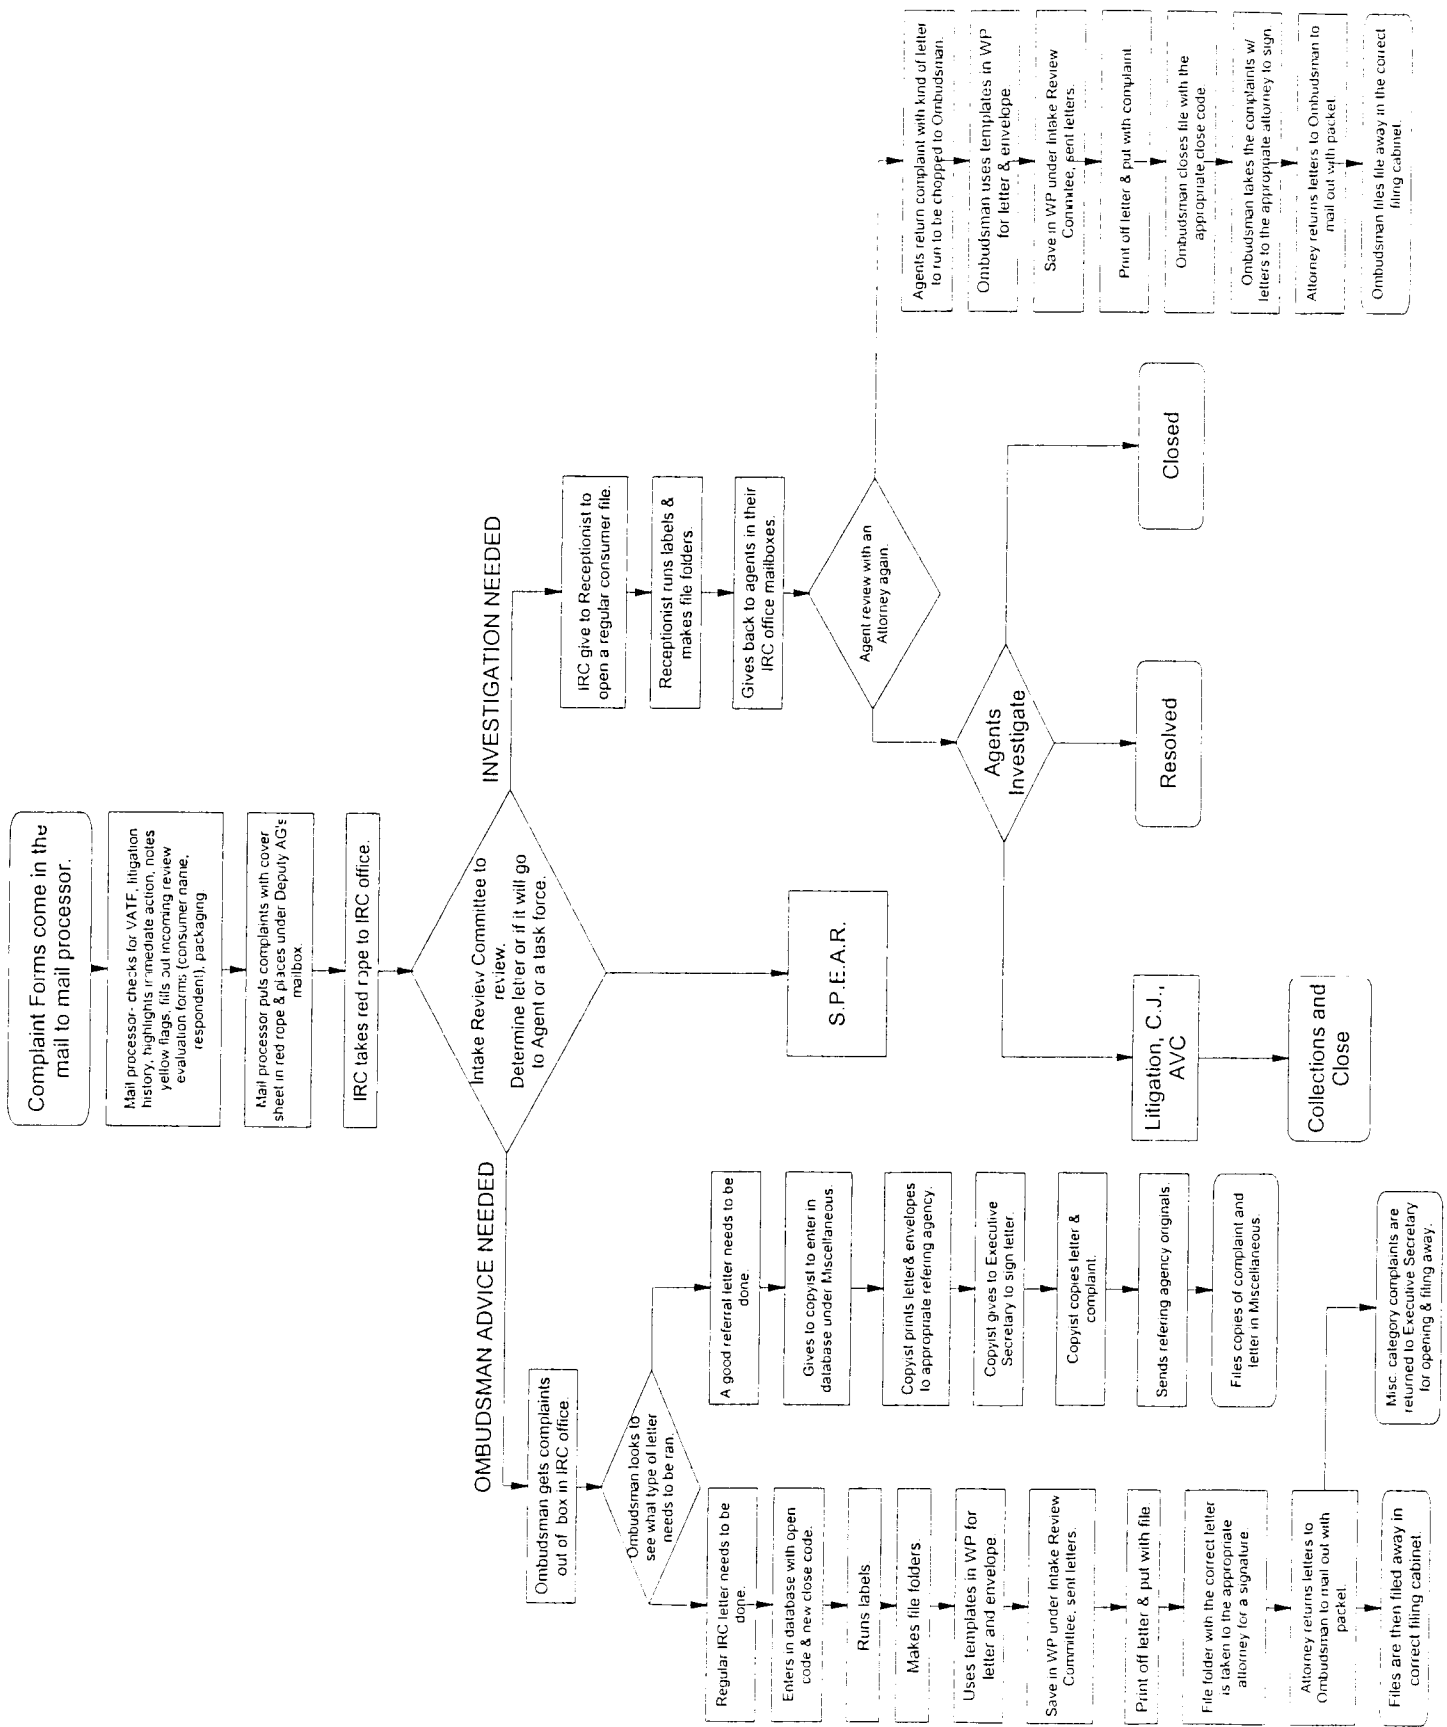 Complaint Forms come in the
mail to mail processor.
Mail processor- checks for VATF, litigation
history, highlights immediate action, notes
yellow flags, fills out incoming review
evaluation forms (consumer name,
respondent), packaging
Mail processor puts complaints with cover
sheet in red rope & places under Deputy AG's
mailbox.
IRC takes red rope to IRC office.
Intake Review Committee to
review.
Determine letter or if it will go
to Agent or a task force.
OMBUDSMAN ADVICE NEEDED
INVESTIGATION NEEDED
Ombudsman gets complaints
out of box in IRC office.
Ombudsman looks to
see what type of letter
needs to be ran.
Regular IRC letter needs to be
done.
Enters in database with open
code & new close code.
Runs labels
Makes file folders.
Uses templates in WP for
letter and envelope.
Save in WP under Intake Review
Committee, sent letters.
Print off letter & put with file.
File folder with the correct letter
is taken to the appropriate
attorney for a signature.
Attorney returns letters to
Ombudsman to mail out with
packet.
Files are then filed away in
correct filing cabinet.
Misc. category complaints are
returned to Executive Secretary
for opening & filing away.
A good referral letter needs to be
done.
Gives to copyist to enter in
database under Miscellaneous.
Copyist prints letter& envelopes
to appropriate refering agency.
Copyist gives to Executive
Secretary to sign letter.
Copyist copies letter &
complaint.
Sends refering agency originals.
Files copies of complaint and
letter in Miscellaneous.
S.P.E.A.R.
IRC give to Receptionist to
open a regular consumer file.
Receptionist runs labels &
makes file folders.
Gives back to agents in their
IRC office mailboxes.
Agent review with an
Attorney again.
Agents
Investigate
Litigation, C.J.,
AVC
Collections and
Close
Resolved
Closed
Agents return complaint with kind of letter
to run to be chopped to Ombudsman.
Ombudsman uses templates in WP
for letter & envelope.
Save in WP under Intake Review
Committee, sent letters.
Print off letter & put with complaint.
Ombudsman closes file with the
appropriate close code.
Ombudsman takes the complaints w/
letters to the appropriate attorney to sign.
Attorney returns letters to Ombudsman to
mail out with packet.
Ombudsman files file away in the correct
filing cabinet.